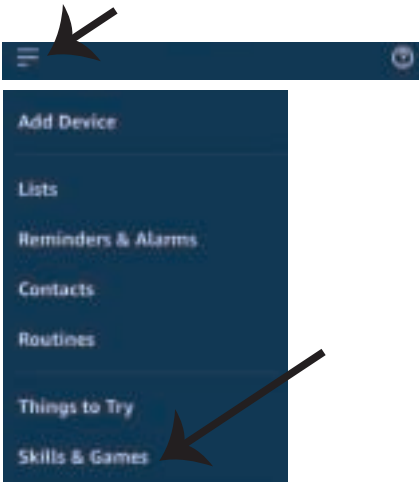 Add Device
Lists
Reminders & Alarms
Contacts
Routines
Things to Try
Skills & Games